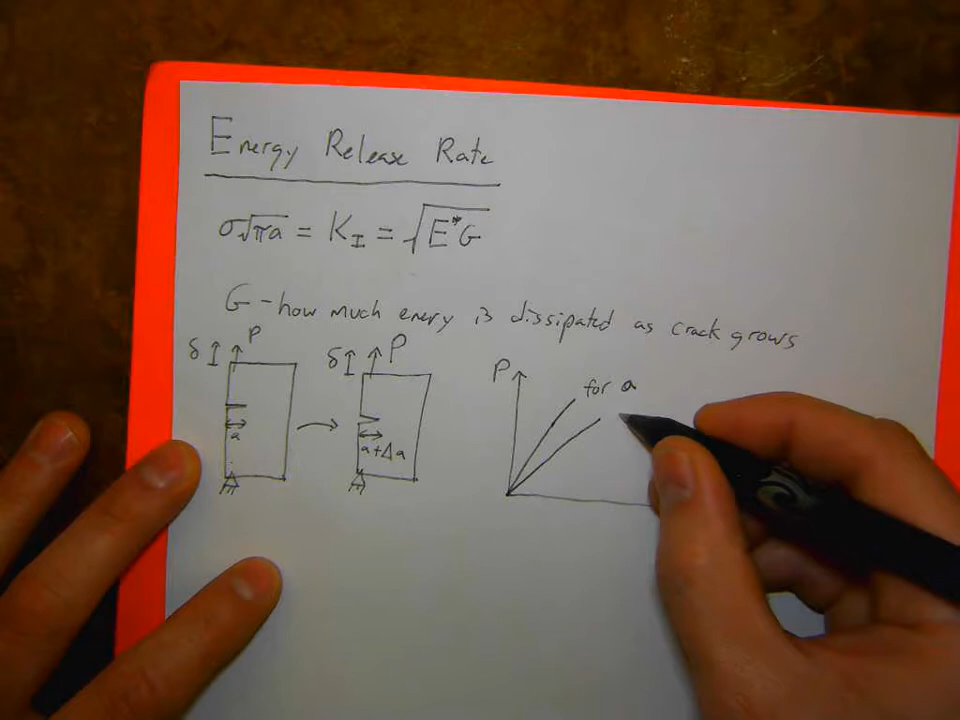 Energy Release Rate
σ√πa = K_I = √E*G
G - how much enery is dissipated as crack grows
δ P δ P P for a
a a+Δa